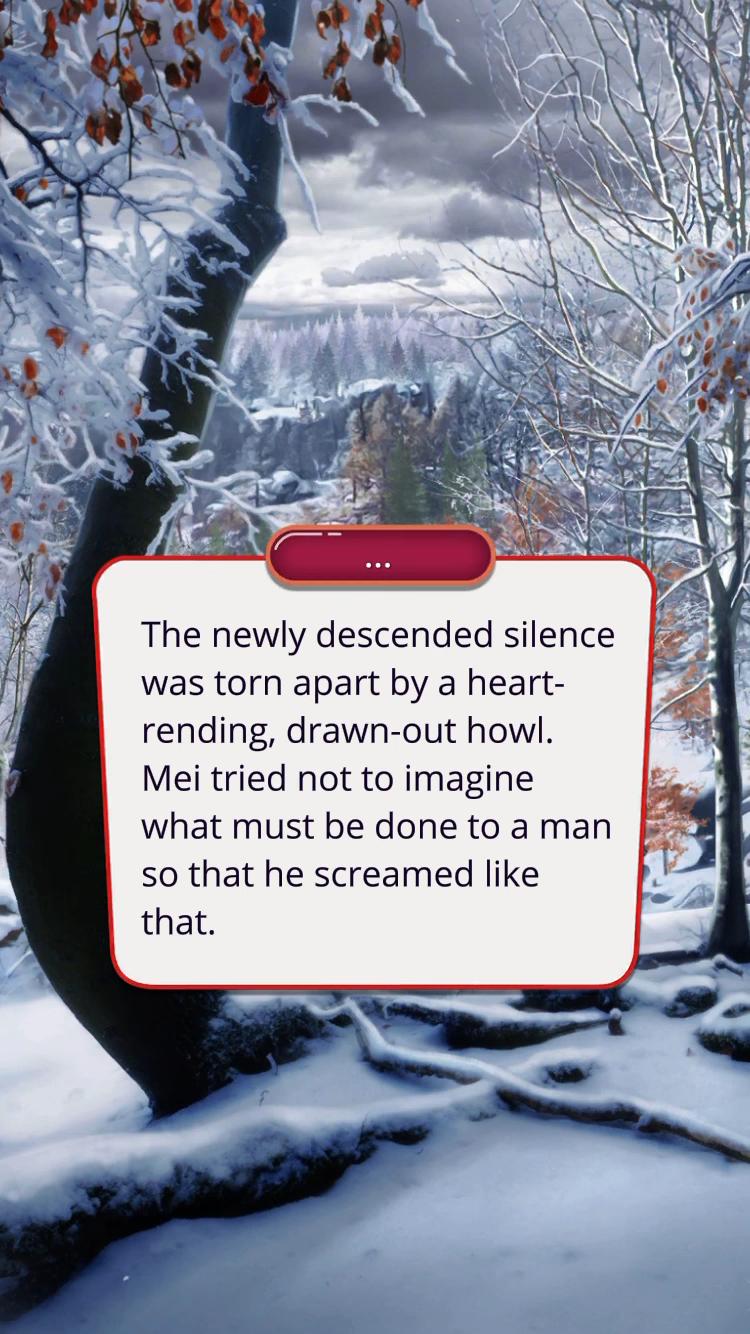 ...
The newly descended silence
was torn apart by a heart-
rending, drawn-out howl.
Mei tried not to imagine
what must be done to a man
so that he screamed like
that.